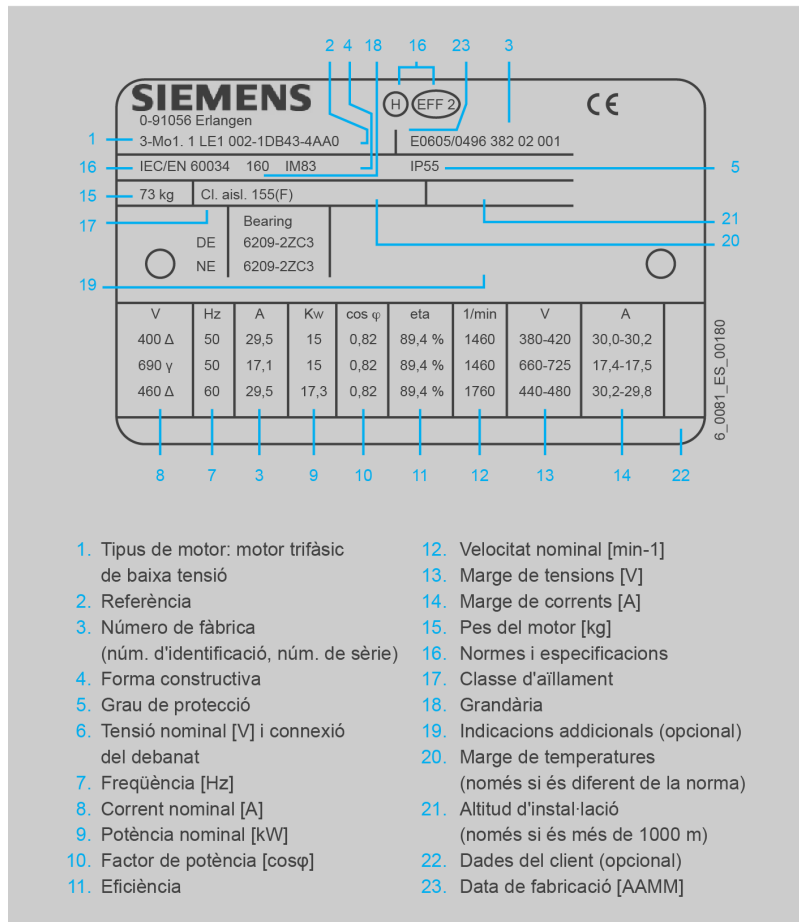 2 4 18 16 23 3
SIEMENS
H EFF 2 CE
0-91056 Erlangen
1 3-Mo1. 1 LE1 002-1DB43-4AA0 E0605/0496 382 02 001
16 IEC/EN 60034 160 IM83 IP55 5
15 73 kg Cl. aisl. 155(F)
17 21
Bearing
DE 6209-2ZC3 20
NE 6209-2ZC3
19
V Hz A Kw cos φ eta 1/min V A
400 Δ 50 29,5 15 0,82 89,4 % 1460 380-420 30,0-30,2
690 γ 50 17,1 15 0,82 89,4 % 1460 660-725 17,4-17,5
460 Δ 60 29,5 17,3 0,82 89,4 % 1760 440-480 30,2-29,8
6_0081_ES_00180
8 7 3 9 10 11 12 13 14 22
1. Tipus de motor: motor trifàsic
de baixa tensió
2. Referència
3. Número de fàbrica
(núm. d'identificació, núm. de sèrie)
4. Forma constructiva
5. Grau de protecció
6. Tensió nominal [V] i connexió
del debanat
7. Freqüència [Hz]
8. Corrent nominal [A]
9. Potència nominal [kW]
10. Factor de potència [cosφ]
11. Eficiència
12. Velocitat nominal [min-1]
13. Marge de tensions [V]
14. Marge de corrents [A]
15. Pes del motor [kg]
16. Normes i especificacions
17. Classe d'aïllament
18. Grandària
19. Indicacions addicionals (opcional)
20. Marge de temperatures
(només si és diferent de la norma)
21. Altitud d'instal·lació
(només si és més de 1000 m)
22. Dades del client (opcional)
23. Data de fabricació [AAMM]